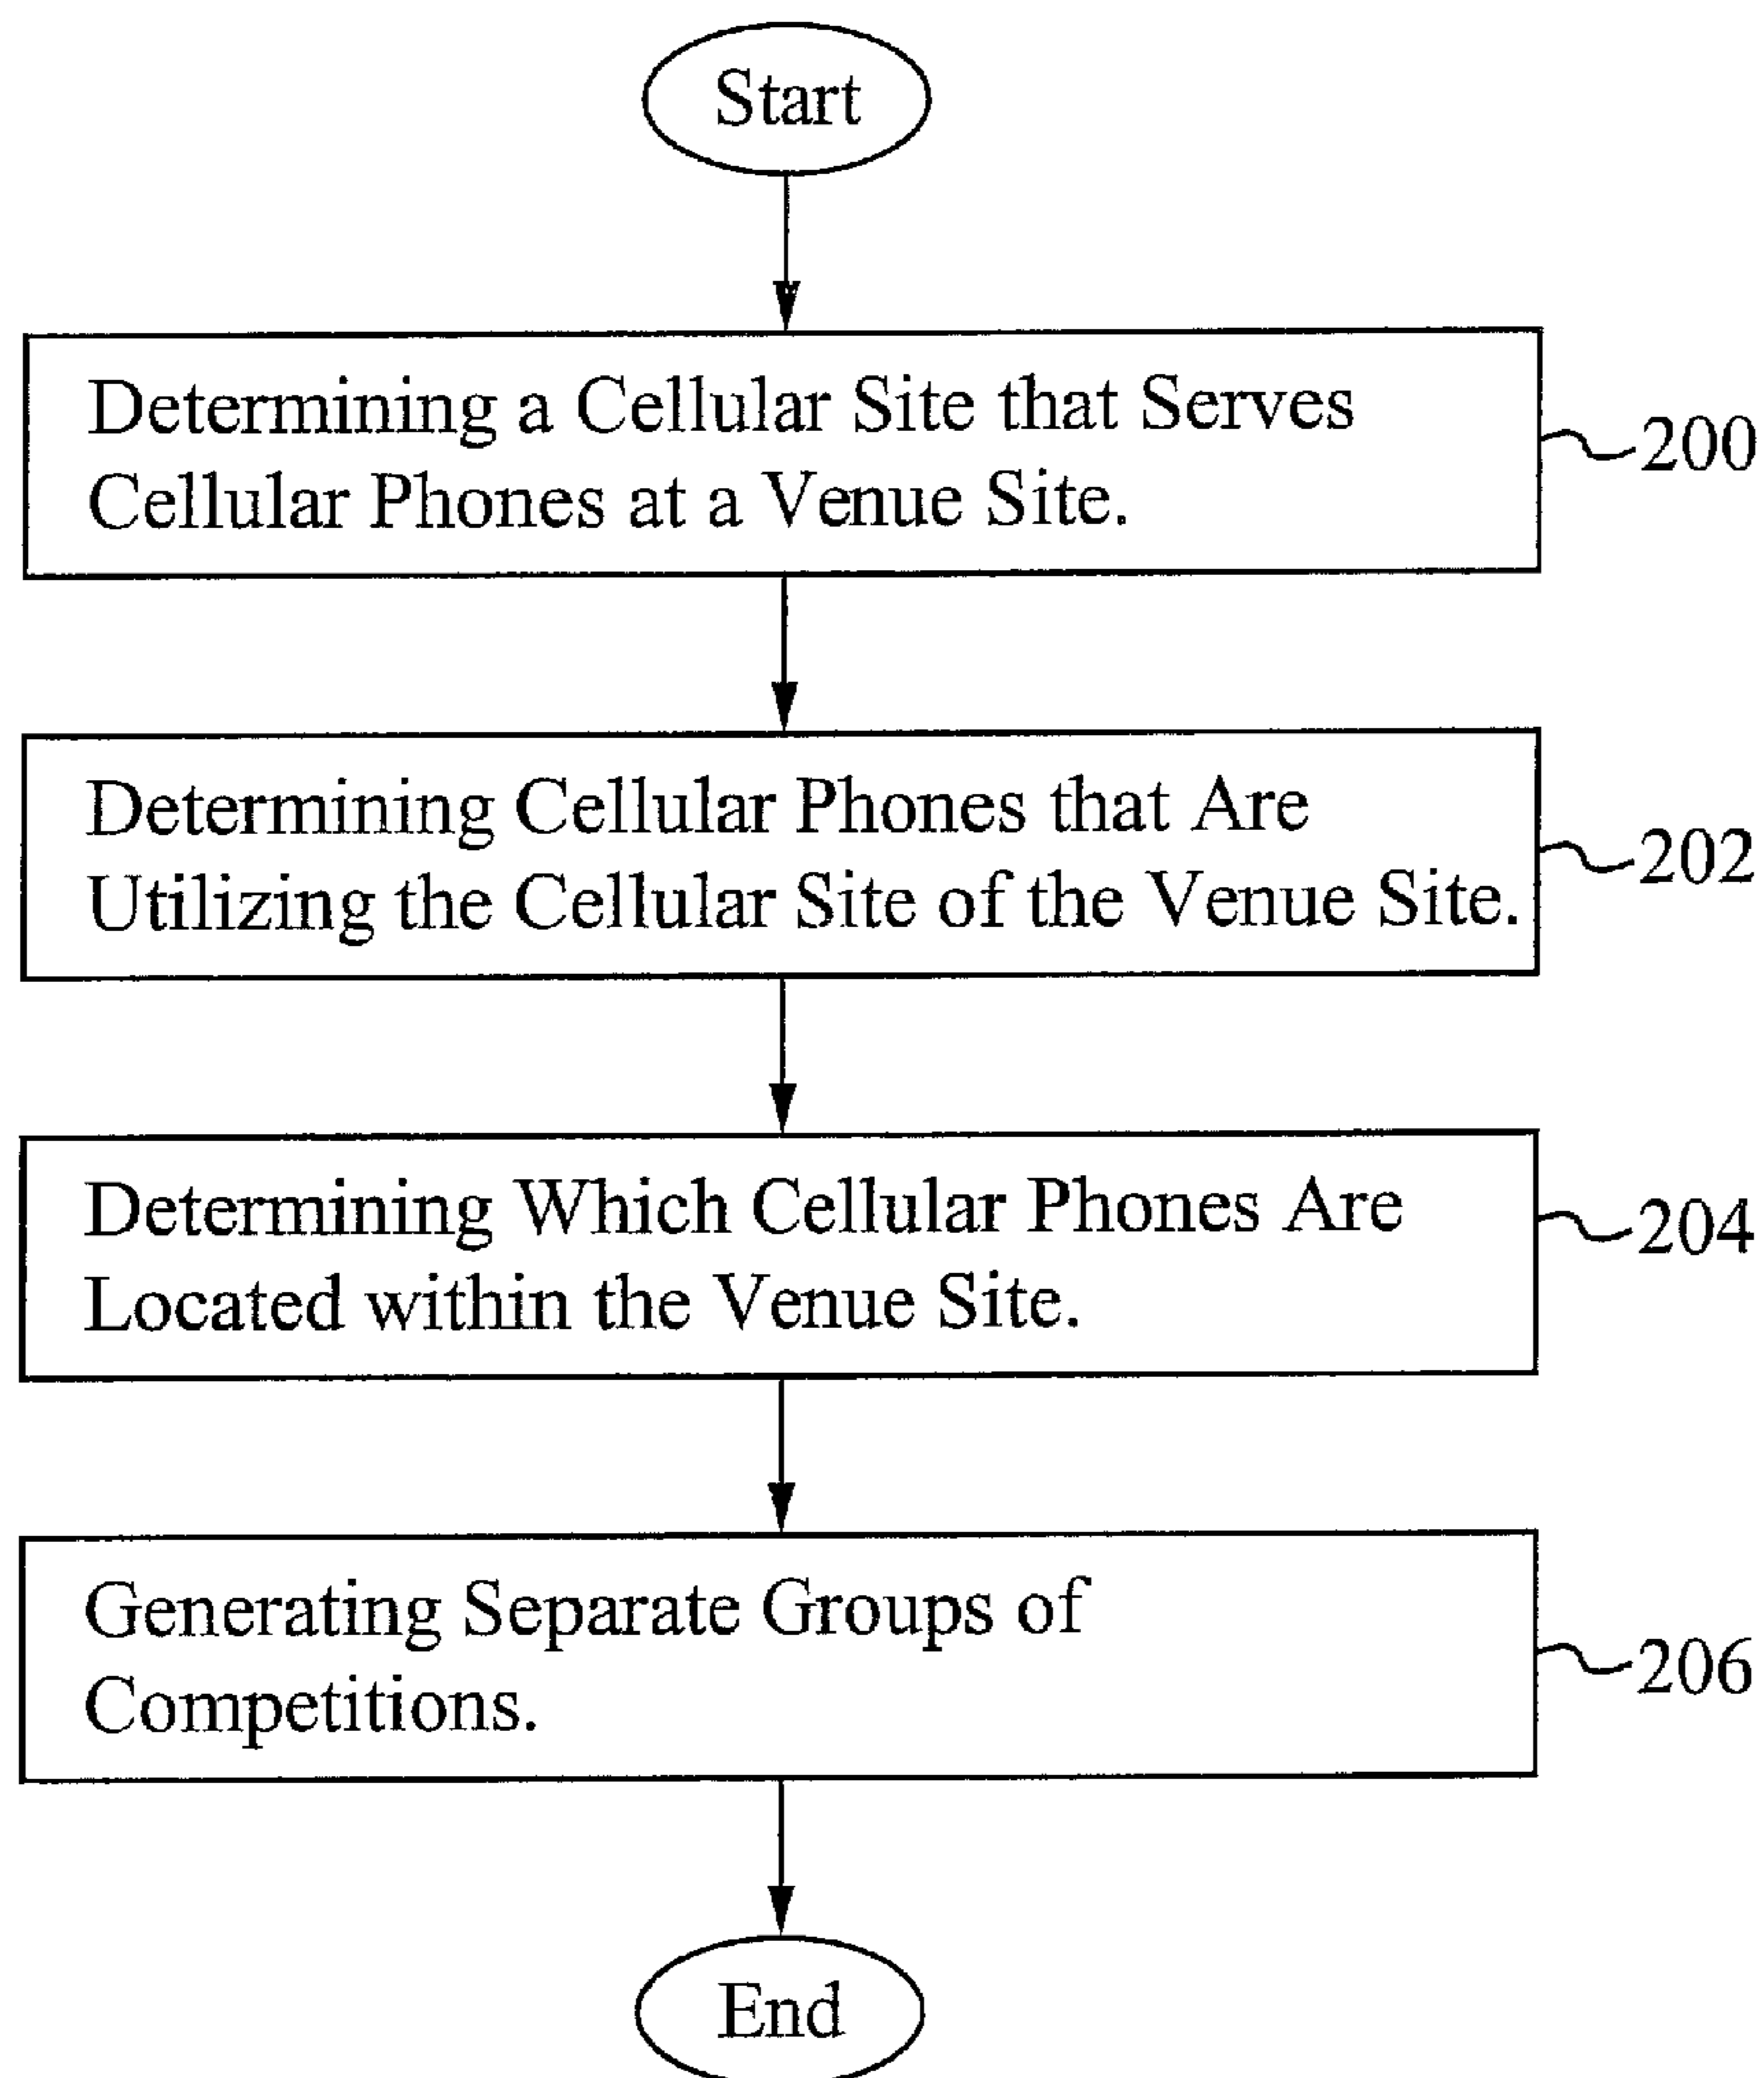 Start
Determining a Cellular Site that Serves
Cellular Phones at a Venue Site.
200
Determining Cellular Phones that Are
Utilizing the Cellular Site of the Venue Site.
202
Determining Which Cellular Phones Are
Located within the Venue Site.
204
Generating Separate Groups of
Competitions.
206
End